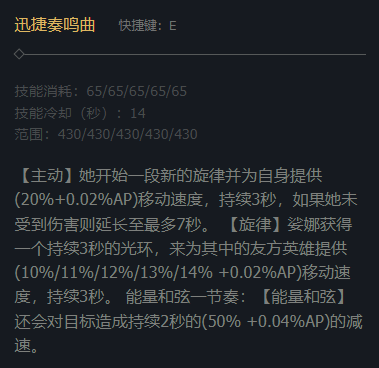 迅捷奏鸣曲 快捷键：E
技能消耗：65/65/65/65/65
技能冷却（秒）：14
范围：430/430/430/430/430
【主动】她开始一段新的旋律并为自身提供
(20%+0.02%AP)移动速度，持续3秒，如果她未
受到伤害则延长至最多7秒。 【旋律】娑娜获得
一个持续3秒的光环，来为其中的友方英雄提供
(10%/11%/12%/13%/14% +0.02%AP)移动速
度，持续3秒。 能量和弦一节奏：【能量和弦】
还会对目标造成持续2秒的(50% +0.04%AP)的减
速。